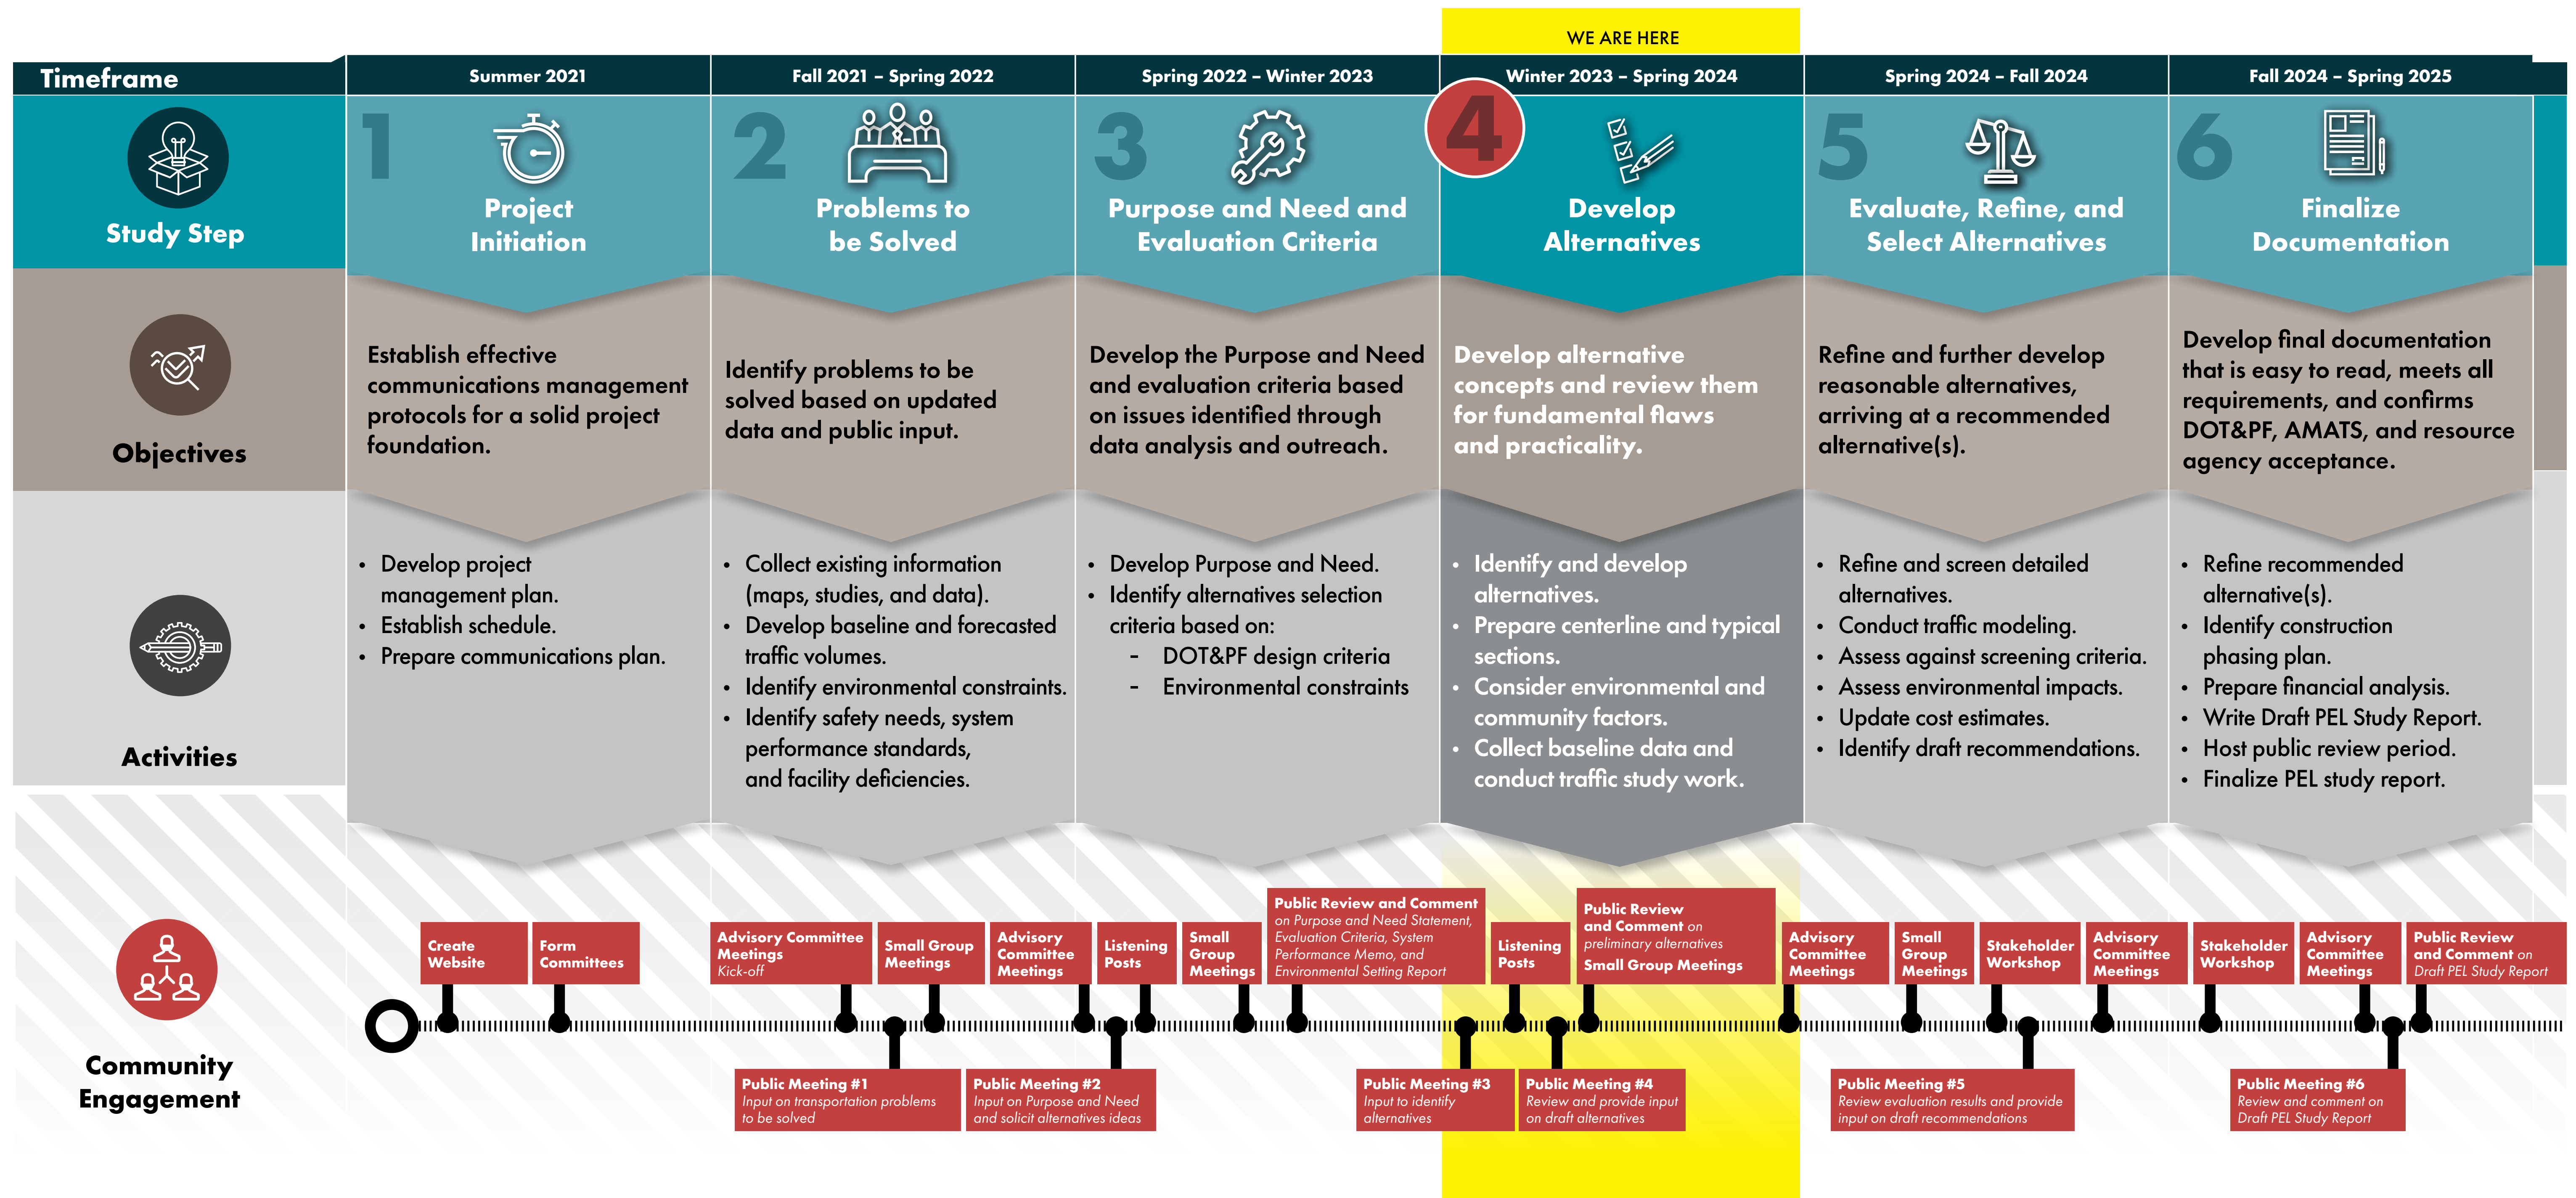 WE ARE HERE
Timeframe
Summer 2021
Fall 2021 – Spring 2022
Spring 2022 – Winter 2023
Winter 2023 – Spring 2024
Spring 2024 – Fall 2024
Fall 2024 – Spring 2025
Study Step
1
Project
Initiation
2
Problems to
be Solved
3
Purpose and Need and
Evaluation Criteria
4
Develop
Alternatives
5
Evaluate, Refine, and
Select Alternatives
6
Finalize
Documentation
Objectives
Establish effective
communications management
protocols for a solid project
foundation.
Identify problems to be
solved based on updated
data and public input.
Develop the Purpose and Need
and evaluation criteria based
on issues identified through
data analysis and outreach.
Develop alternative
concepts and review them
for fundamental flaws
and practicality.
Refine and further develop
reasonable alternatives,
arriving at a recommended
alternative(s).
Develop final documentation
that is easy to read, meets all
requirements, and confirms
DOT&PF, AMATS, and resource
agency acceptance.
Activities
• Develop project
management plan.
• Establish schedule.
• Prepare communications plan.
• Collect existing information
(maps, studies, and data).
• Develop baseline and forecasted
traffic volumes.
• Identify environmental constraints.
• Identify safety needs, system
performance standards,
and facility deficiencies.
• Develop Purpose and Need.
• Identify alternatives selection
criteria based on:
– DOT&PF design criteria
– Environmental constraints
• Identify and develop
alternatives.
• Prepare centerline and typical
sections.
• Consider environmental and
community factors.
• Collect baseline data and
conduct traffic study work.
• Refine and screen detailed
alternatives.
• Conduct traffic modeling.
• Assess against screening criteria.
• Assess environmental impacts.
• Update cost estimates.
• Identify draft recommendations.
• Refine recommended
alternative(s).
• Identify construction
phasing plan.
• Prepare financial analysis.
• Write Draft PEL Study Report.
• Host public review period.
• Finalize PEL study report.
Community
Engagement
Create
Website
Form
Committees
Advisory Committee
Meetings
Kick-off
Small Group
Meetings
Advisory
Committee
Meetings
Listening
Posts
Small
Group
Meetings
Public Review and Comment
on Purpose and Need Statement,
Evaluation Criteria, System
Performance Memo, and
Environmental Setting Report
Listening
Posts
Public Review
and Comment on
preliminary alternatives
Small Group Meetings
Advisory
Committee
Meetings
Small
Group
Meetings
Stakeholder
Workshop
Advisory
Committee
Meetings
Stakeholder
Workshop
Advisory
Committee
Meetings
Public Review
and Comment on
Draft PEL Study Report
Public Meeting #1
Input on transportation problems
to be solved
Public Meeting #2
Input on Purpose and Need
and solicit alternatives ideas
Public Meeting #3
Input to identify
alternatives
Public Meeting #4
Review and provide input
on draft alternatives
Public Meeting #5
Review evaluation results and provide
input on draft recommendations
Public Meeting #6
Review and comment on
Draft PEL Study Report